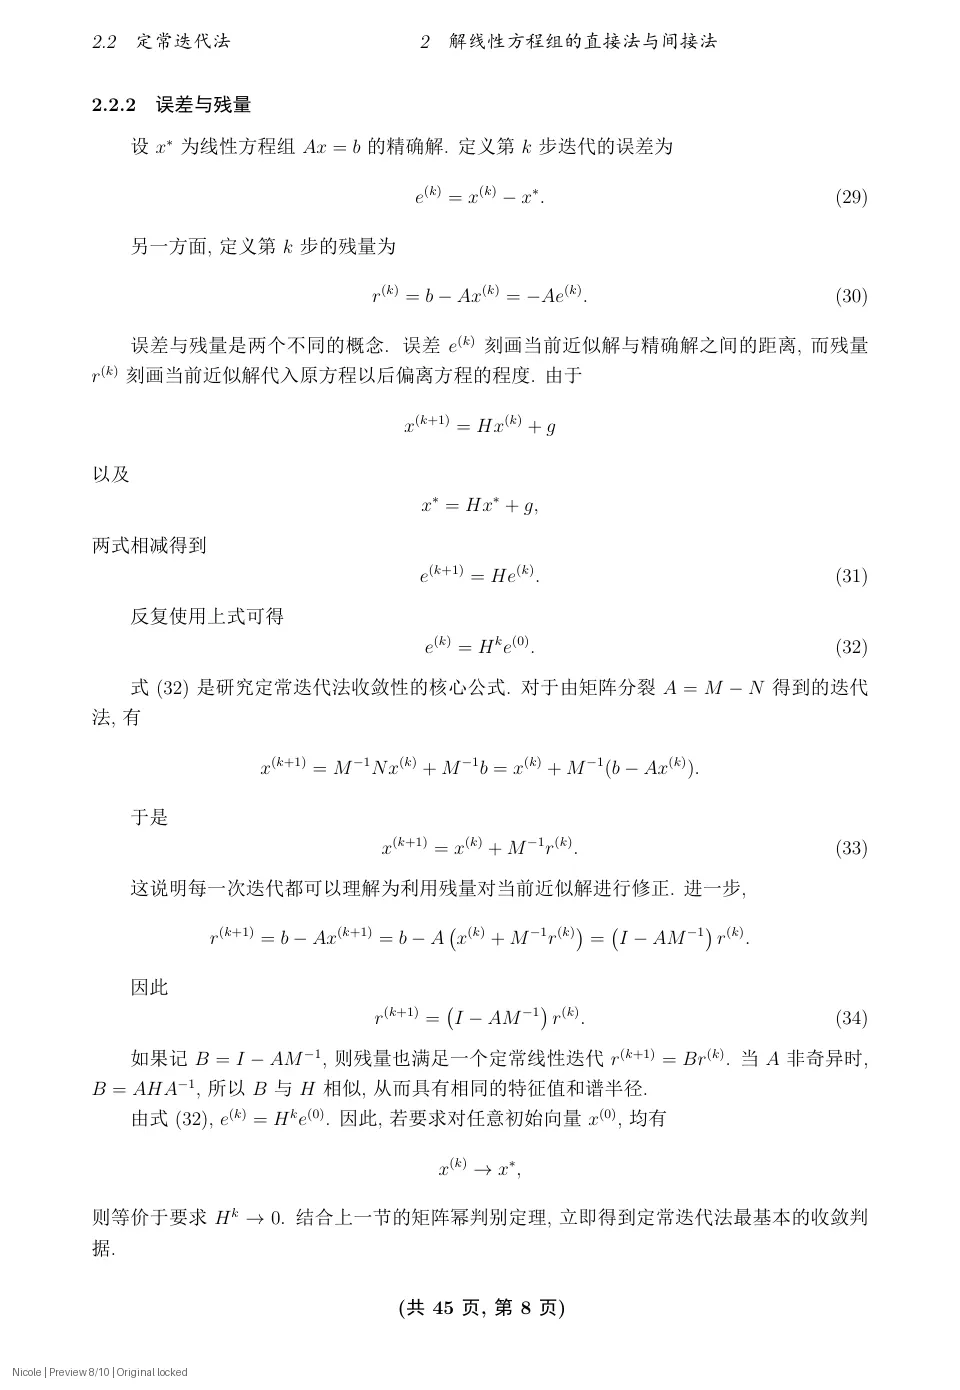 2.2 定常迭代法 2 解线性方程组的直接法与间接法
2.2.2 误差与残量
设 x* 为线性方程组 Ax = b 的精确解. 定义第 k 步迭代的误差为
e^(k) = x^(k) − x*. (29)
另一方面, 定义第 k 步的残量为
r^(k) = b − Ax^(k) = −Ae^(k). (30)
误差与残量是两个不同的概念. 误差 e^(k) 刻画当前近似解与精确解之间的距离, 而残量
r^(k) 刻画当前近似解代入原方程以后偏离方程的程度. 由于
x^(k+1) = Hx^(k) + g
以及
x* = Hx* + g,
两式相减得到
e^(k+1) = He^(k). (31)
反复使用上式可得
e^(k) = H^k e^(0). (32)
式 (32) 是研究定常迭代法收敛性的核心公式. 对于由矩阵分裂 A = M − N 得到的迭代
法, 有
x^(k+1) = M^−1 Nx^(k) + M^−1 b = x^(k) + M^−1(b − Ax^(k)).
于是
x^(k+1) = x^(k) + M^−1 r^(k). (33)
这说明每一次迭代都可以理解为利用残量对当前近似解进行修正. 进一步,
r^(k+1) = b − Ax^(k+1) = b − A (x^(k) + M^−1 r^(k)) = (I − AM^−1) r^(k).
因此
r^(k+1) = (I − AM^−1) r^(k). (34)
如果记 B = I − AM^−1, 则残量也满足一个定常线性迭代 r^(k+1) = Br^(k). 当 A 非奇异时,
B = AHA^−1, 所以 B 与 H 相似, 从而具有相同的特征值和谱半径.
由式 (32), e^(k) = H^k e^(0). 因此, 若要求对任意初始向量 x^(0), 均有
x^(k) → x*,
则等价于要求 H^k → 0. 结合上一节的矩阵幂判别定理, 立即得到定常迭代法最基本的收敛判
据.
(共 45 页, 第 8 页)
Nicole | Preview 8/10 | Original locked